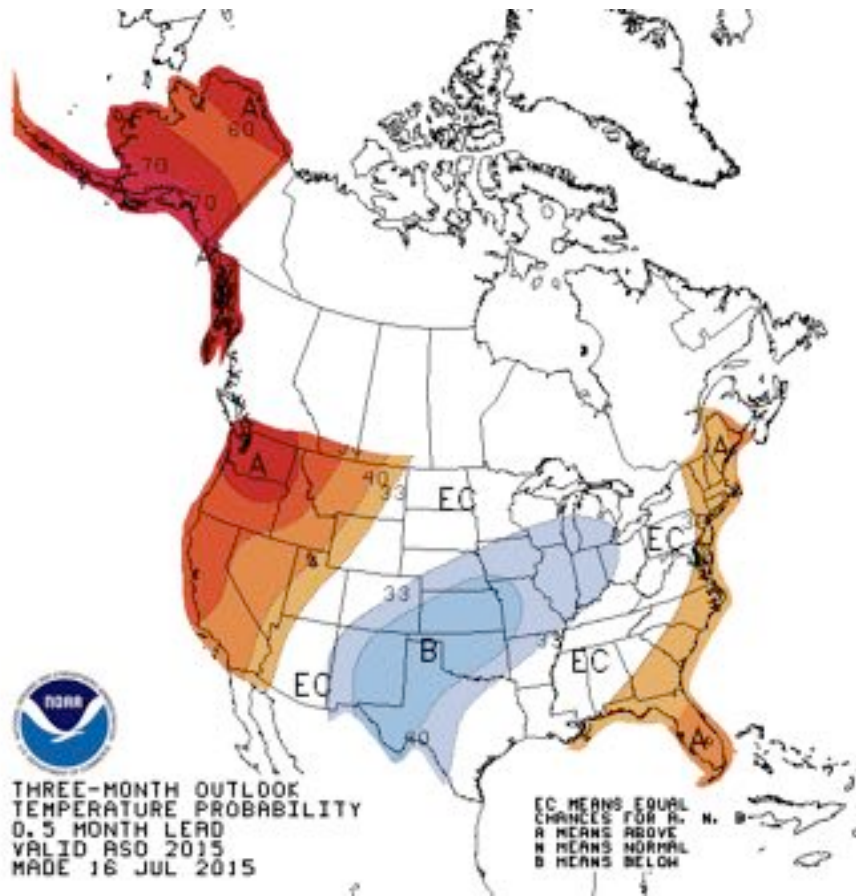 A
60
70
70
A
A
40
33
EC
A
EC
33
B
33
EC
EC
40
A
NOAA
THREE-MONTH OUTLOOK
TEMPERATURE PROBABILITY
0.5 MONTH LEAD
VALID ASO 2015
MADE 16 JUL 2015
EC MEANS EQUAL
CHANCES FOR A, N, B
A MEANS ABOVE
N MEANS NORMAL
B MEANS BELOW